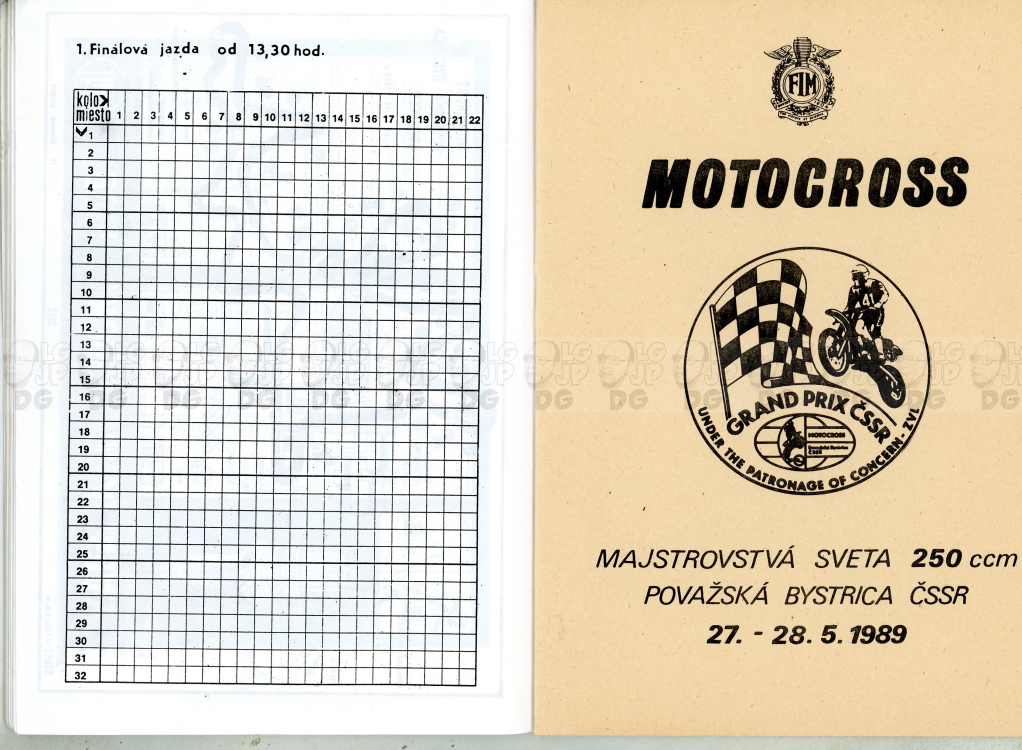 1. Finálová jazda od 13,30 hod.
kolo
miesto 1 2 3 4 5 6 7 8 9 10 11 12 13 14 15 16 17 18 19 20 21 22
1
2
3
4
5
6
7
8
9
10
11
12
13
14
15
16
17
18
19
20
21
22
23
24
25
26
27
28
29
30
31
32
FIM
MOTOCROSS
41
GRAND PRIX ČSSR
MOTOCROSS
Považská Bystrica
ČSSR
UNDER THE PATRONAGE OF CONCERN - ZVL
MAJSTROVSTVÁ SVETA 250 ccm
POVAŽSKÁ BYSTRICA ČSSR
27. - 28. 5. 1989